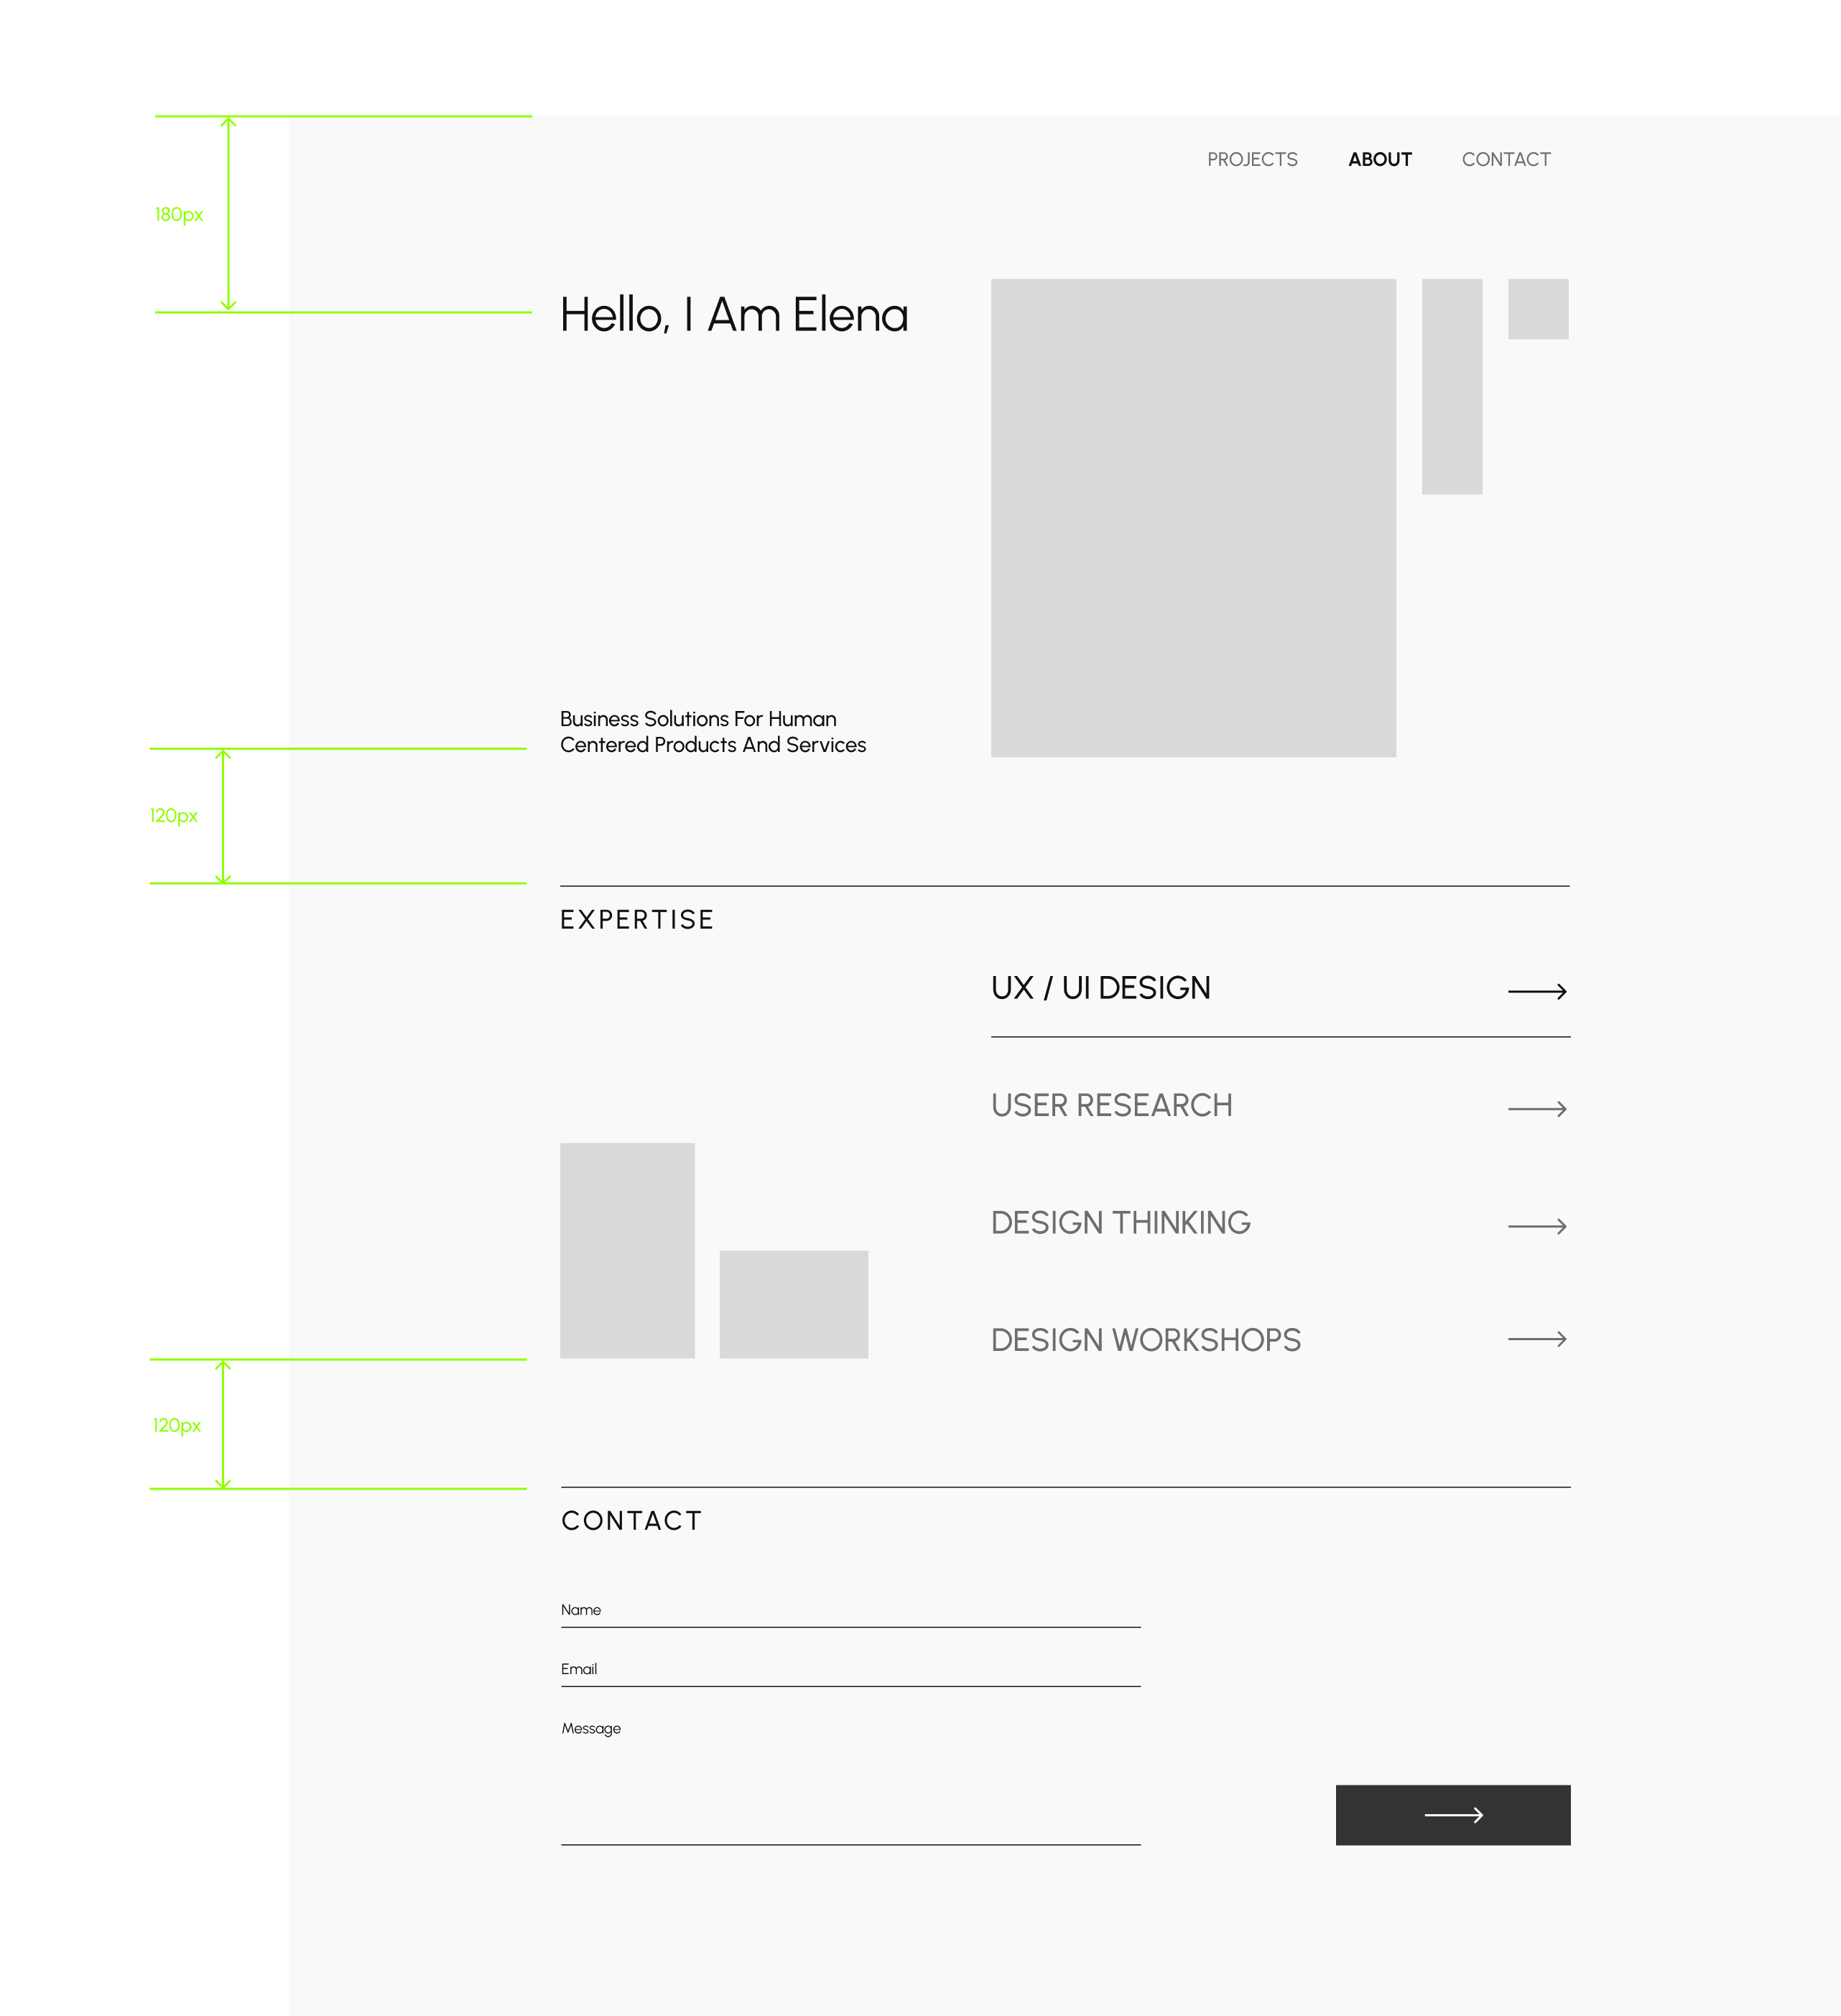 PROJECTS ABOUT CONTACT
180px
Hello, I Am Elena
Business Solutions For Human
Centered Products And Services
120px
EXPERTISE
UX / UI DESIGN
USER RESEARCH
DESIGN THINKING
DESIGN WORKSHOPS
120px
CONTACT
Name
Email
Message